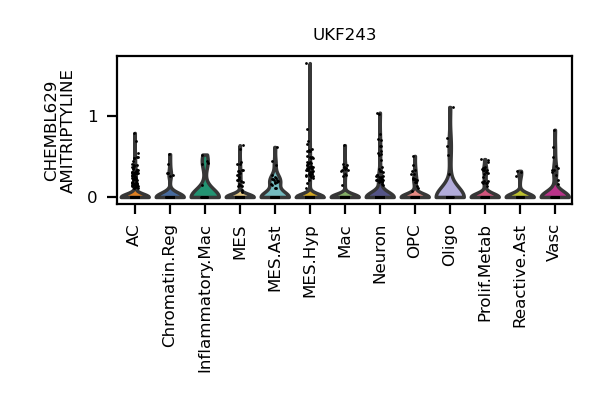 UKF243
CHEMBL629
AMITRIPTYLINE
1
0
AC
Chromatin.Reg
Inflammatory.Mac
MES
MES.Ast
MES.Hyp
Mac
Neuron
OPC
Oligo
Prolif.Metab
Reactive.Ast
Vasc